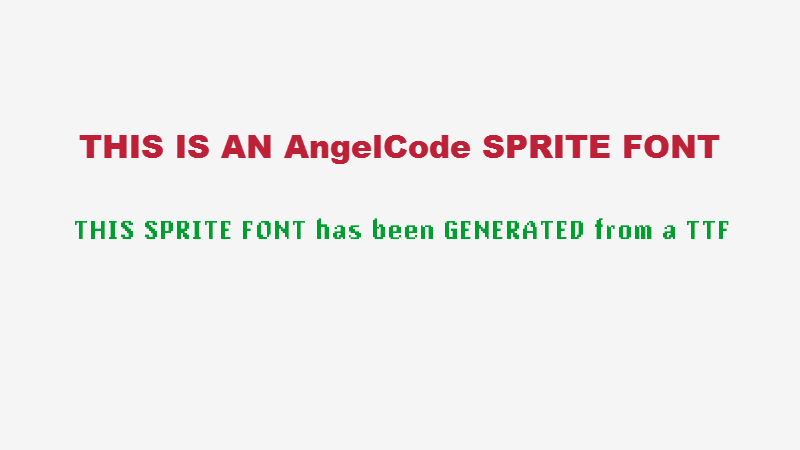 THIS IS AN AngelCode SPRITE FONT
THIS SPRITE FONT has been GENERATED from a TTF